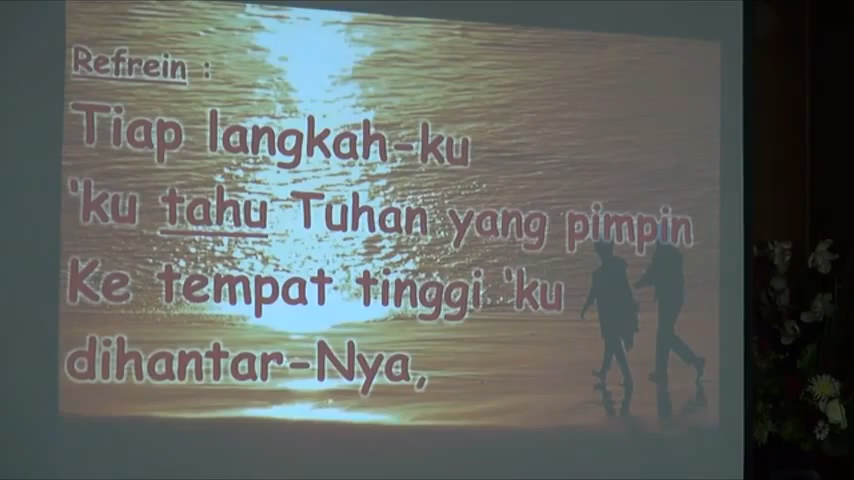 Refrein :
Tiap langkah-ku
'ku tahu Tuhan yang pimpin
Ke tempat tinggi 'ku
dihantar-Nya,